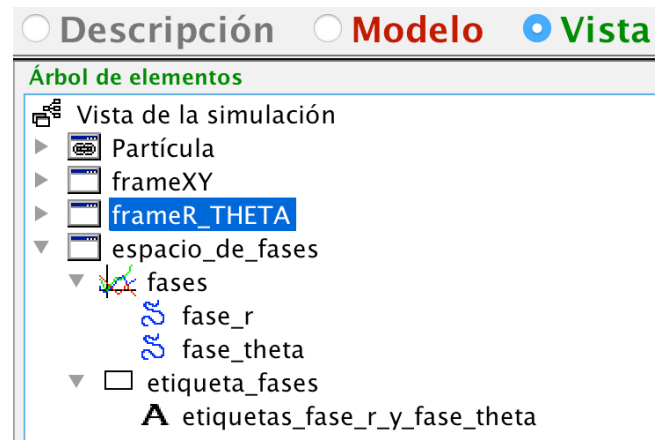 Descripción Modelo Vista
Árbol de elementos
Vista de la simulación
Partícula
frameXY
frameR_THETA
espacio_de_fases
fases
fase_r
fase_theta
etiqueta_fases
A etiquetas_fase_r_y_fase_theta